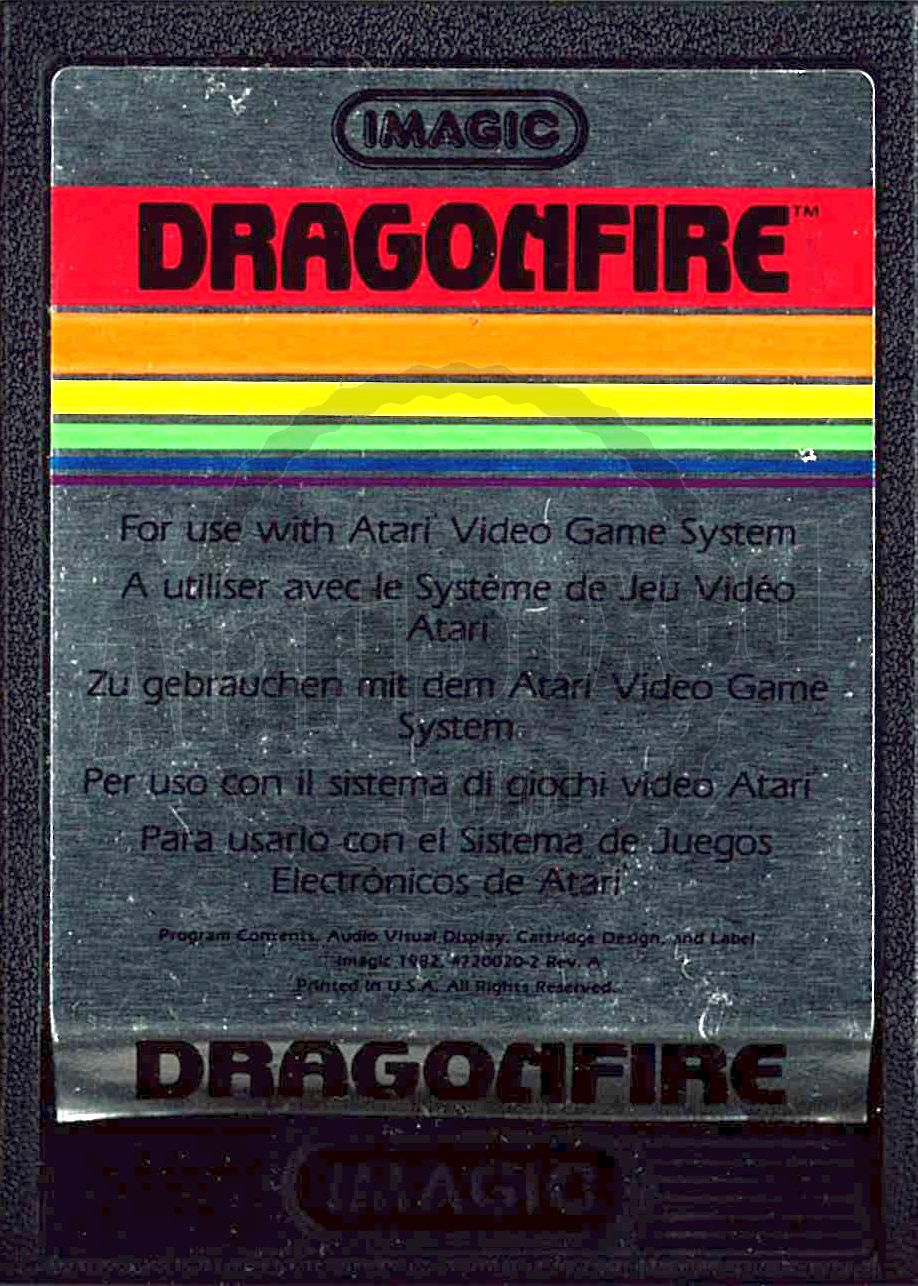 IMAGIC
DRAGONFIRE™
For use with Atari Video Game System
A utiliser avec le Système de Jeu Vidéo
Atari
Zu gebrauchen mit dem Atari Video Game
System
Per uso con il sistema di giochi video Atari
Para usarlo con el Sistema de Juegos
Electrónicos de Atari
Program Contents, Audio Visual Display, Cartridge Design, and Label
Imagic 1982. #720020-2 Rev. A
Printed in U.S.A. All Rights Reserved.
DRAGONFIRE
IMAGIC